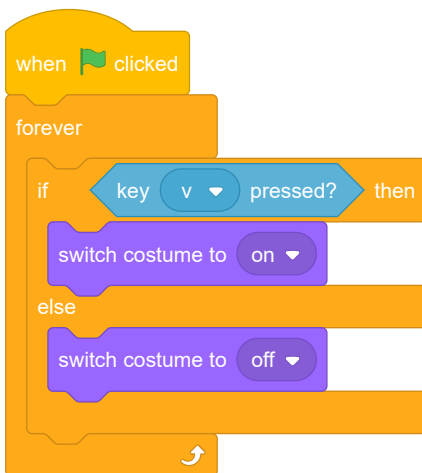 when clicked
forever
if key v pressed? then
switch costume to on
else
switch costume to off